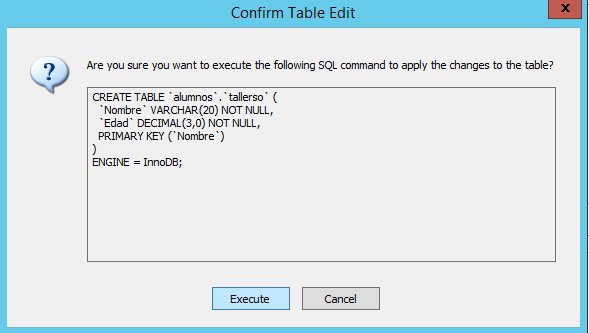 Confirm Table Edit
x
?
Are you sure you want to execute the following SQL command to apply the changes to the table?
CREATE TABLE `alumnos`.`tallerso` (
`Nombre` VARCHAR(20) NOT NULL,
`Edad` DECIMAL(3,0) NOT NULL,
PRIMARY KEY (`Nombre`)
)
ENGINE = InnoDB;
Execute Cancel